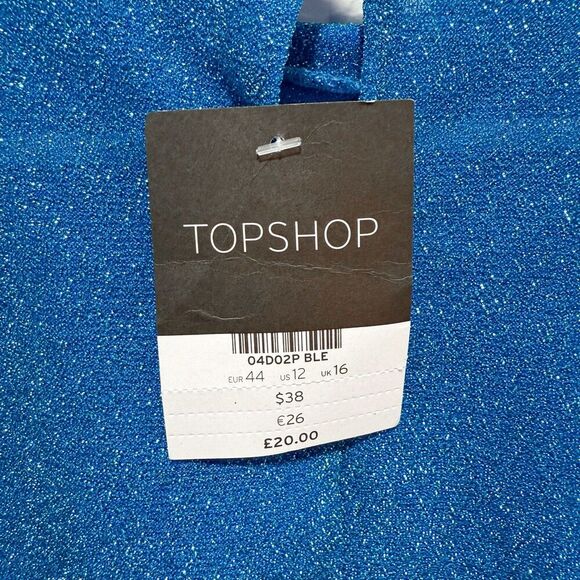 TOPSHOP
04D02P BLE
EUR 44 US 12 UK 16
$38
€26
£20.00